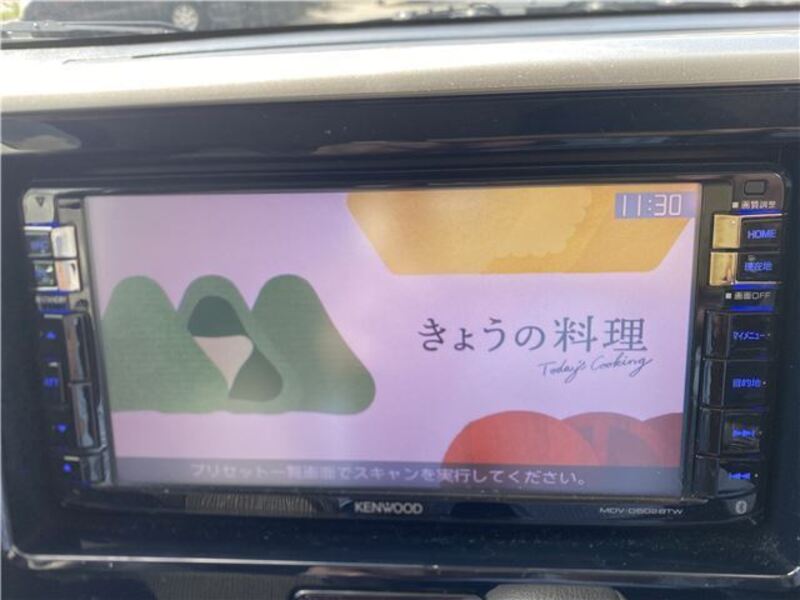 11:30
画質調整
HOME
現在地
画面OFF
マイメニュー
目的地
きょうの料理
Today's Cooking
プリセット一覧画面でスキャンを実行してください。
KENWOOD
MDV-D502BTW